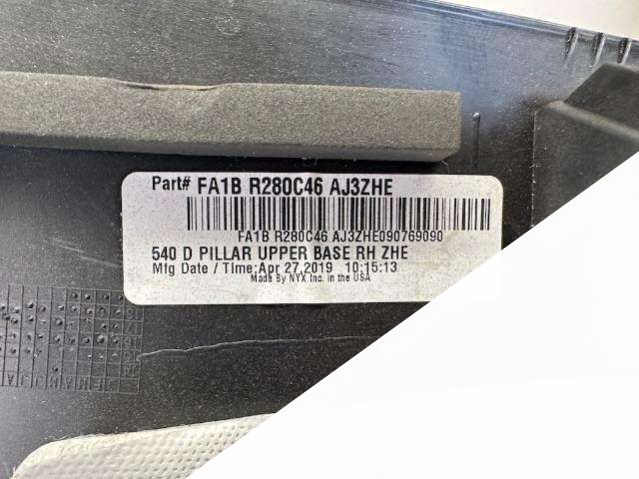 Part# FA1B R280C46 AJ3ZHE
FA1B R280C46 AJ3ZHE090769090
540 D PILLAR UPPER BASE RH ZHE
Mfg Date / Time:Apr 27,2019 10:15:13
Made By NYX Inc. in the USA